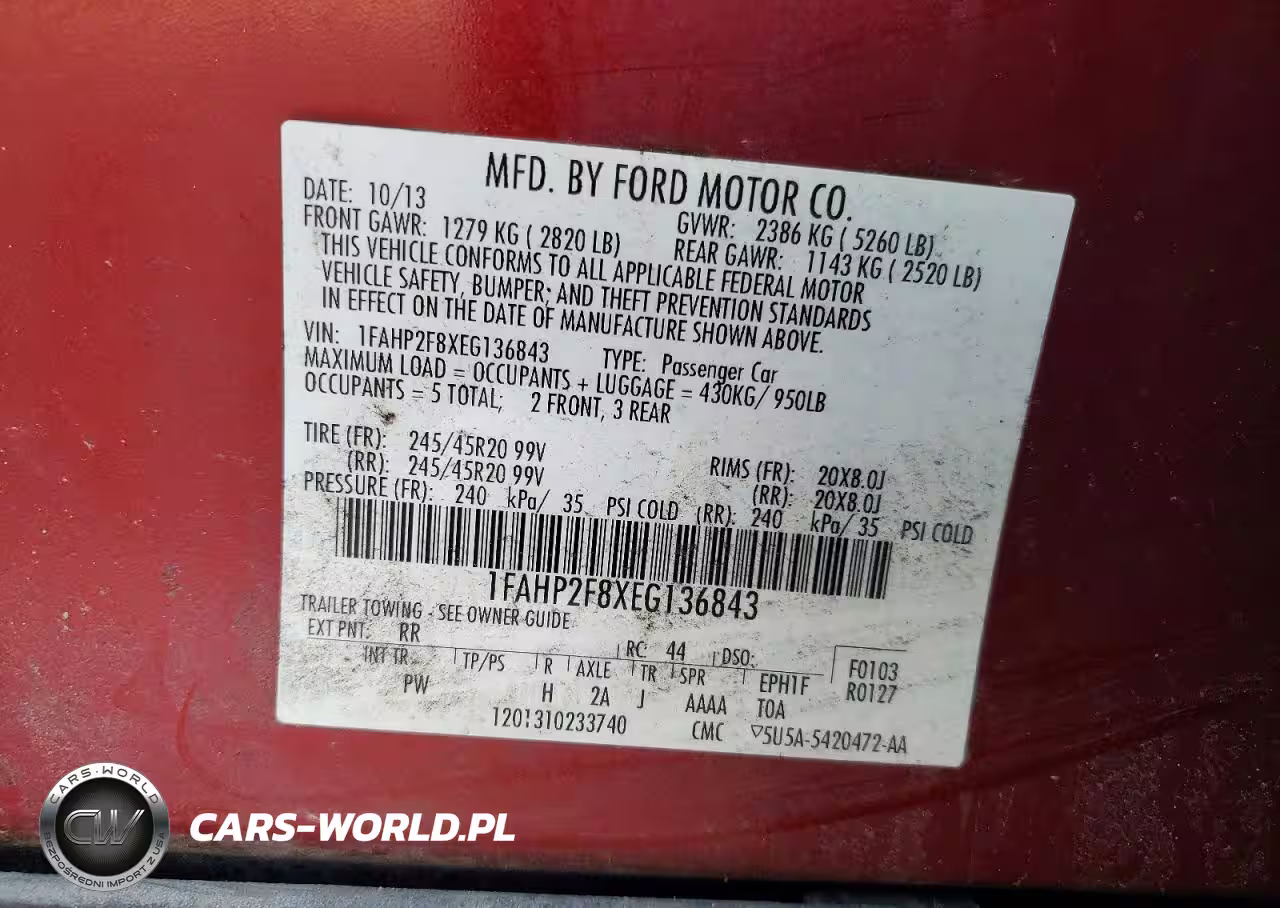 MFD. BY FORD MOTOR CO.
DATE: 10/13 GVWR: 2386 KG ( 5260 LB)
FRONT GAWR: 1279 KG ( 2820 LB) REAR GAWR: 1143 KG ( 2520 LB)
THIS VEHICLE CONFORMS TO ALL APPLICABLE FEDERAL MOTOR
VEHICLE SAFETY, BUMPER, AND THEFT PREVENTION STANDARDS
IN EFFECT ON THE DATE OF MANUFACTURE SHOWN ABOVE.
VIN: 1FAHP2F8XEG136843 TYPE: Passenger Car
MAXIMUM LOAD = OCCUPANTS + LUGGAGE = 430KG/ 950LB
OCCUPANTS = 5 TOTAL; 2 FRONT, 3 REAR
TIRE (FR): 245/45R20 99V RIMS (FR): 20X8.0J
(RR): 245/45R20 99V (RR): 20X8.0J
PRESSURE (FR): 240 kPa/ 35 PSI COLD (RR): 240 kPa/ 35 PSI COLD
1FAHP2F8XEG136843
TRAILER TOWING - SEE OWNER GUIDE
EXT PNT: RR RC: 44 DSO: F0103
INT TR TP/PS R AXLE TR SPR EPH1F R0127
PW H 2A J AAAA TOA
1201310233740 CMC ▽5U5A-5420472-AA
CARS-WORLD
CW
BEZPOŚREDNI IMPORT Z USA
CARS-WORLD.PL